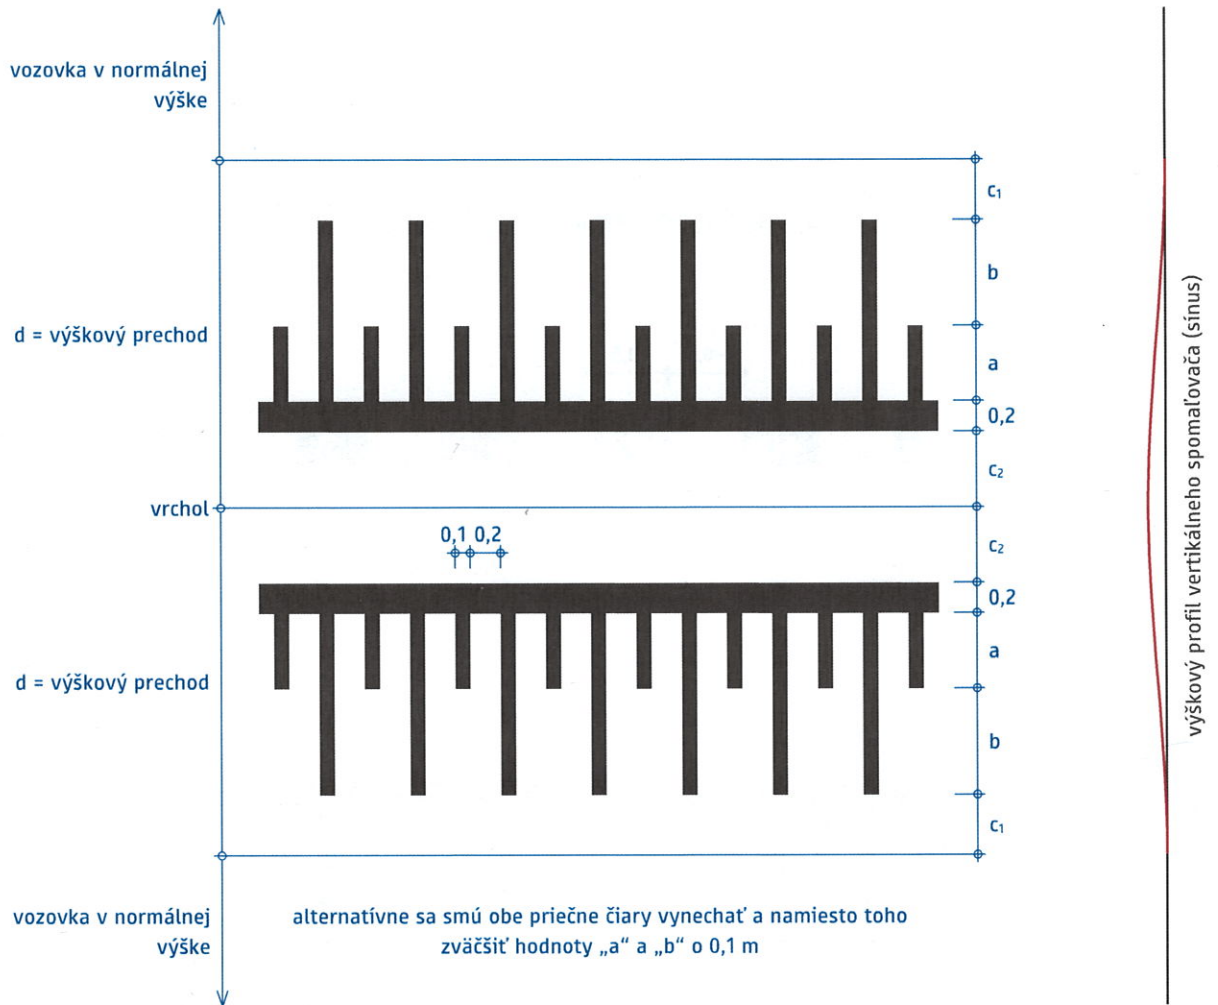 vozovka v normálnej
výške
c₁
b
d = výškový prechod
a
0,2
c₂
vrchol
0,1 0,2
c₂
0,2
a
d = výškový prechod
b
c₁
vozovka v normálnej
výške
alternatívne sa smú obe priečne čiary vynechať a namiesto toho
zväčšiť hodnoty „a“ a „b“ o 0,1 m
výškový profil vertikálneho spomaľovača (sínus)